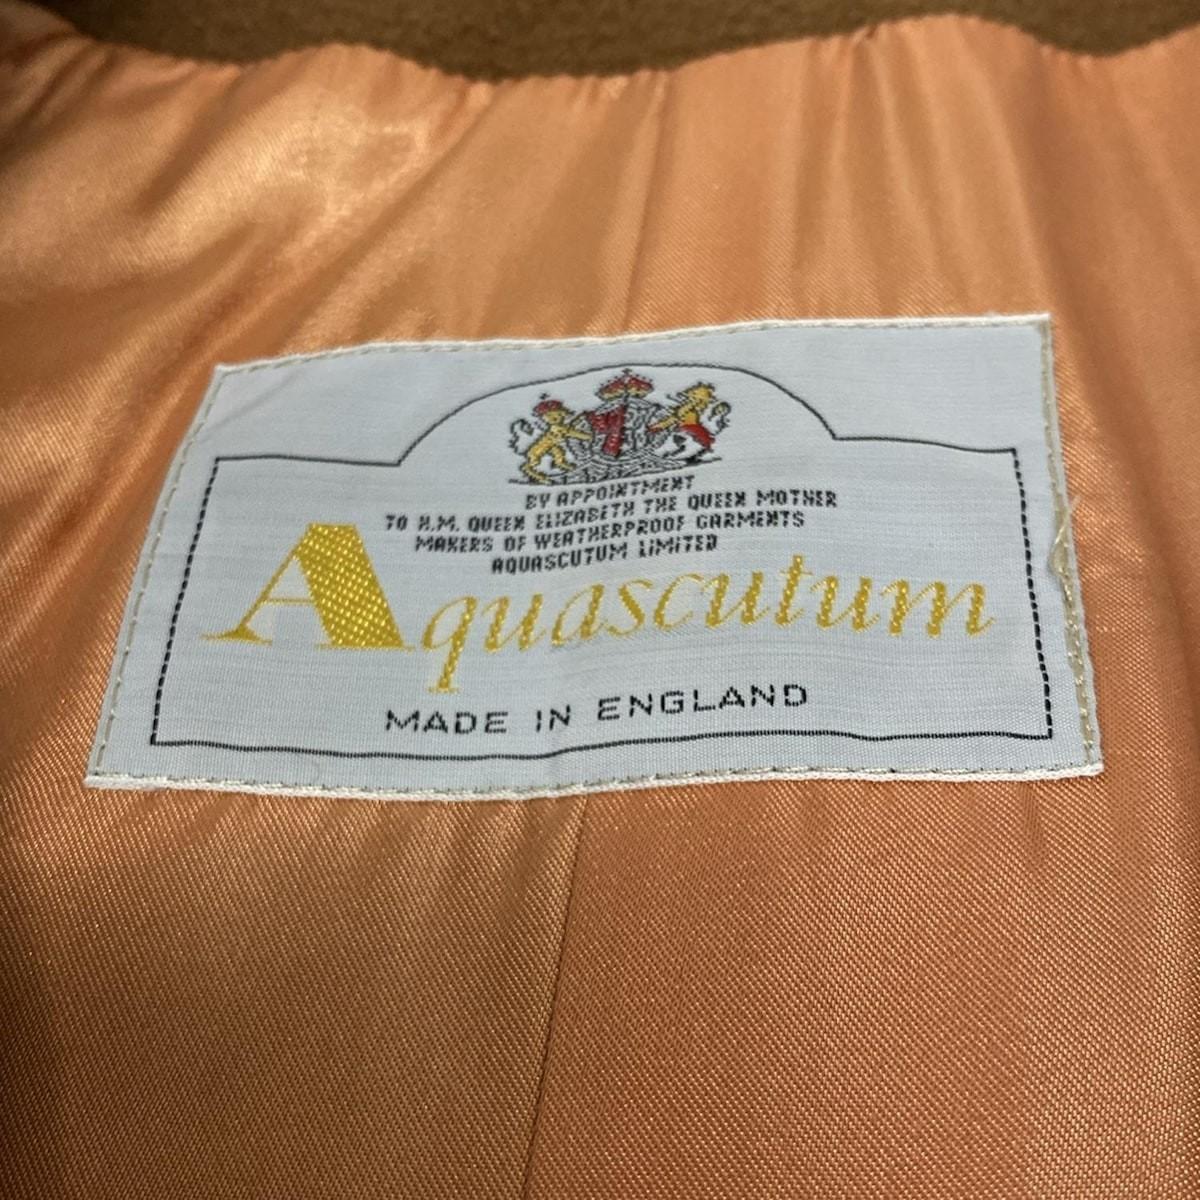 BY APPOINTMENT
TO H.M. QUEEN ELIZABETH THE QUEEN MOTHER
MAKERS OF WEATHERPROOF GARMENTS
AQUASCUTUM LIMITED
Aquascutum
MADE IN ENGLAND